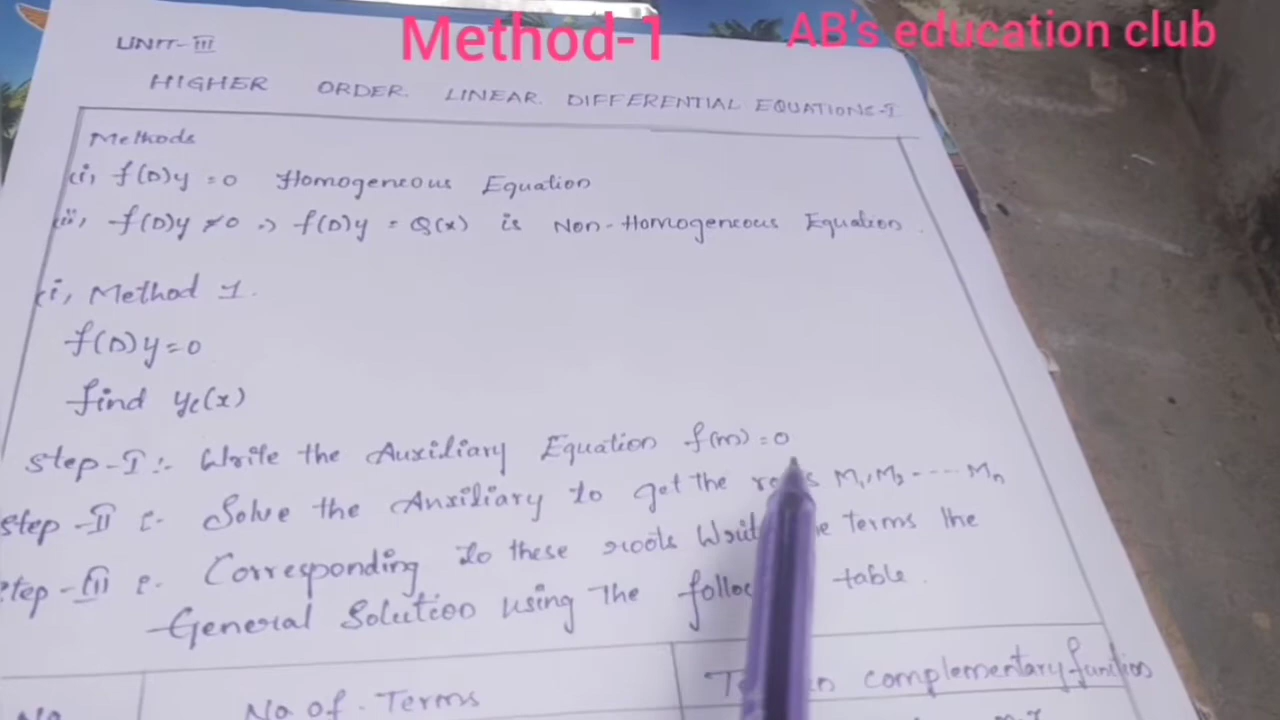 Method-1
AB's education club
UNIT-III
HIGHER ORDER. LINEAR. DIFFERENTIAL EQUATIONS-I
Methods
(i, f(D)y = 0 Homogeneous Equation
(ii, f(D)y ≠ 0 => f(D)y = Q(x) is Non-Homogeneous Equation.
(i, Method 1.
f(D)y=0
find yc(x)
Step-I :- Write the Auxiliary Equation f(m)=0
Step-II :- Solve the Auxiliary to get the roots M1, M2 ---- Mn
Step-III :- Corresponding to these roots Write the Terms the
General Solution using the table.
No. of. Terms
complementary function